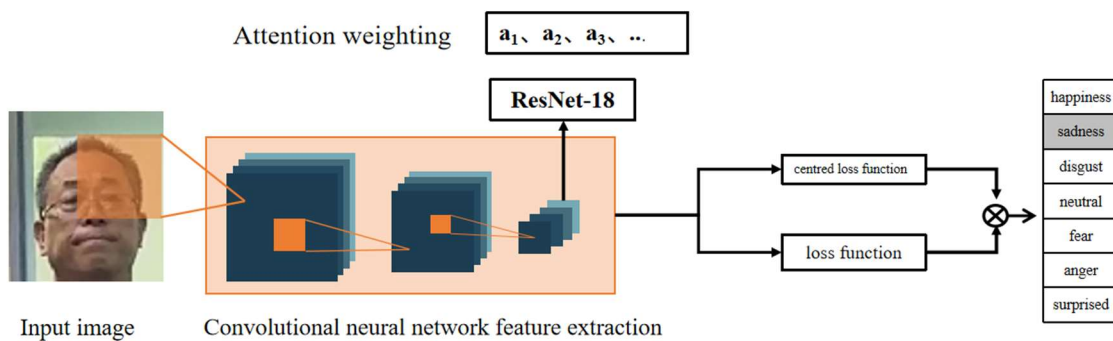 Attention weighting
a1、a2、a3、...
ResNet-18
centred loss function
loss function
happiness
sadness
disgust
neutral
fear
anger
surprised
Input image
Convolutional neural network feature extraction